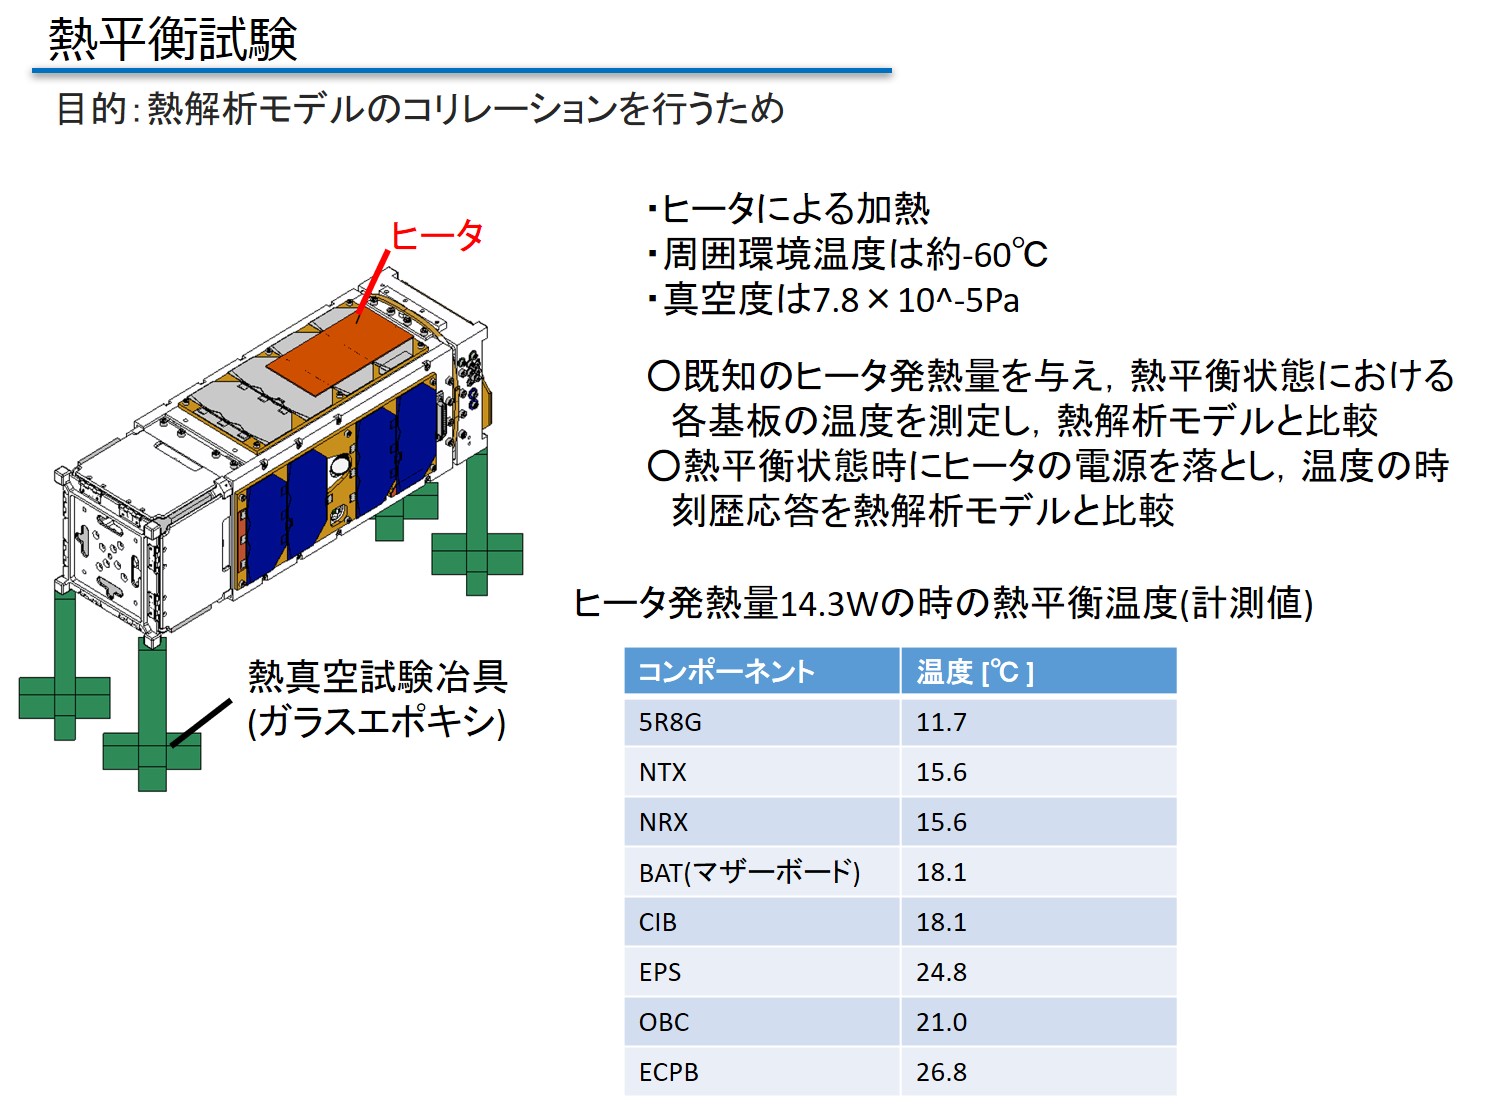 熱平衡試験
目的：熱解析モデルのコリレーションを行うため
ヒータ
・ヒータによる加熱
・周囲環境温度は約-60℃
・真空度は7.8×10^-5Pa
〇既知のヒータ発熱量を与え，熱平衡状態における
各基板の温度を測定し，熱解析モデルと比較
〇熱平衡状態時にヒータの電源を落とし，温度の時
刻歴応答を熱解析モデルと比較
熱真空試験冶具
(ガラスエポキシ)
ヒータ発熱量14.3Wの時の熱平衡温度(計測値)
コンポーネント 温度 [℃ ]
5R8G 11.7
NTX 15.6
NRX 15.6
BAT(マザーボード) 18.1
CIB 18.1
EPS 24.8
OBC 21.0
ECPB 26.8